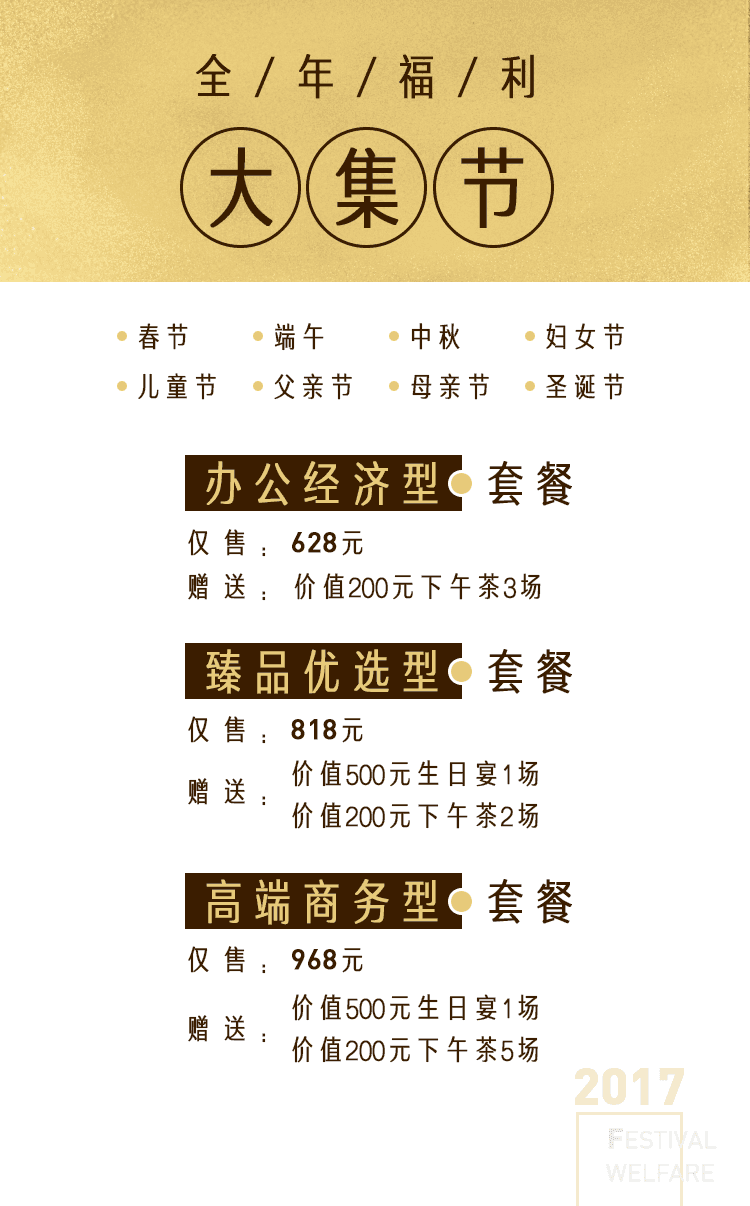 全/年/福/利
大集节
春节 端午 中秋 妇女节
儿童节 父亲节 母亲节 圣诞节
办公经济型 套餐
仅售：628元
赠送：价值200元下午茶3场
臻品优选型 套餐
仅售：818元
赠送：价值500元生日宴1场
价值200元下午茶2场
高端商务型 套餐
仅售：968元
赠送：价值500元生日宴1场
价值200元下午茶5场
2017
FESTIVAL
WELFARE